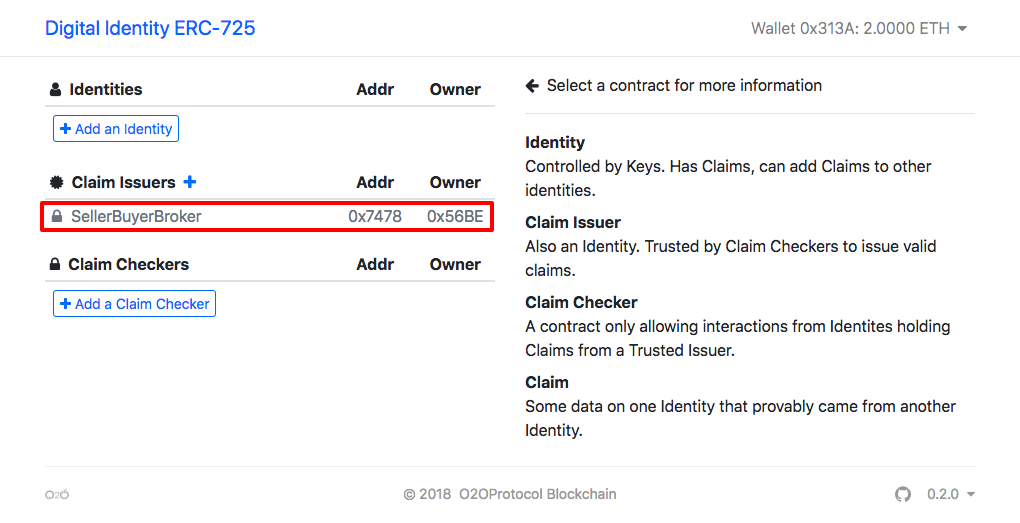 Digital Identity ERC-725
Wallet 0x313A: 2.0000 ETH
Identities Addr Owner
Add an Identity
Claim Issuers Addr Owner
SellerBuyerBroker 0x7478 0x56BE
Claim Checkers Addr Owner
Add a Claim Checker
Select a contract for more information
Identity
Controlled by Keys. Has Claims, can add Claims to other
identities.
Claim Issuer
Also an Identity. Trusted by Claim Checkers to issue valid
claims.
Claim Checker
A contract only allowing interactions from Identites holding
Claims from a Trusted Issuer.
Claim
Some data on one Identity that provably came from another
Identity.
O2O
© 2018 O2OProtocol Blockchain
0.2.0